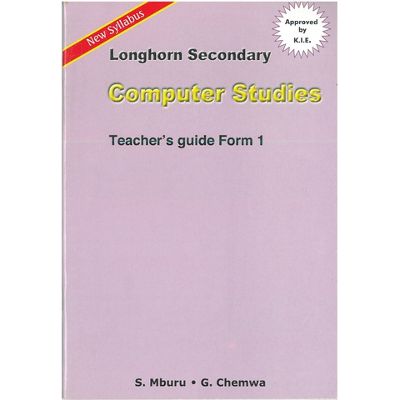 New Syllabus
Approved
by
K.I.E.
Longhorn Secondary
Computer Studies
Teacher's guide Form 1
S. Mburu • G. Chemwa